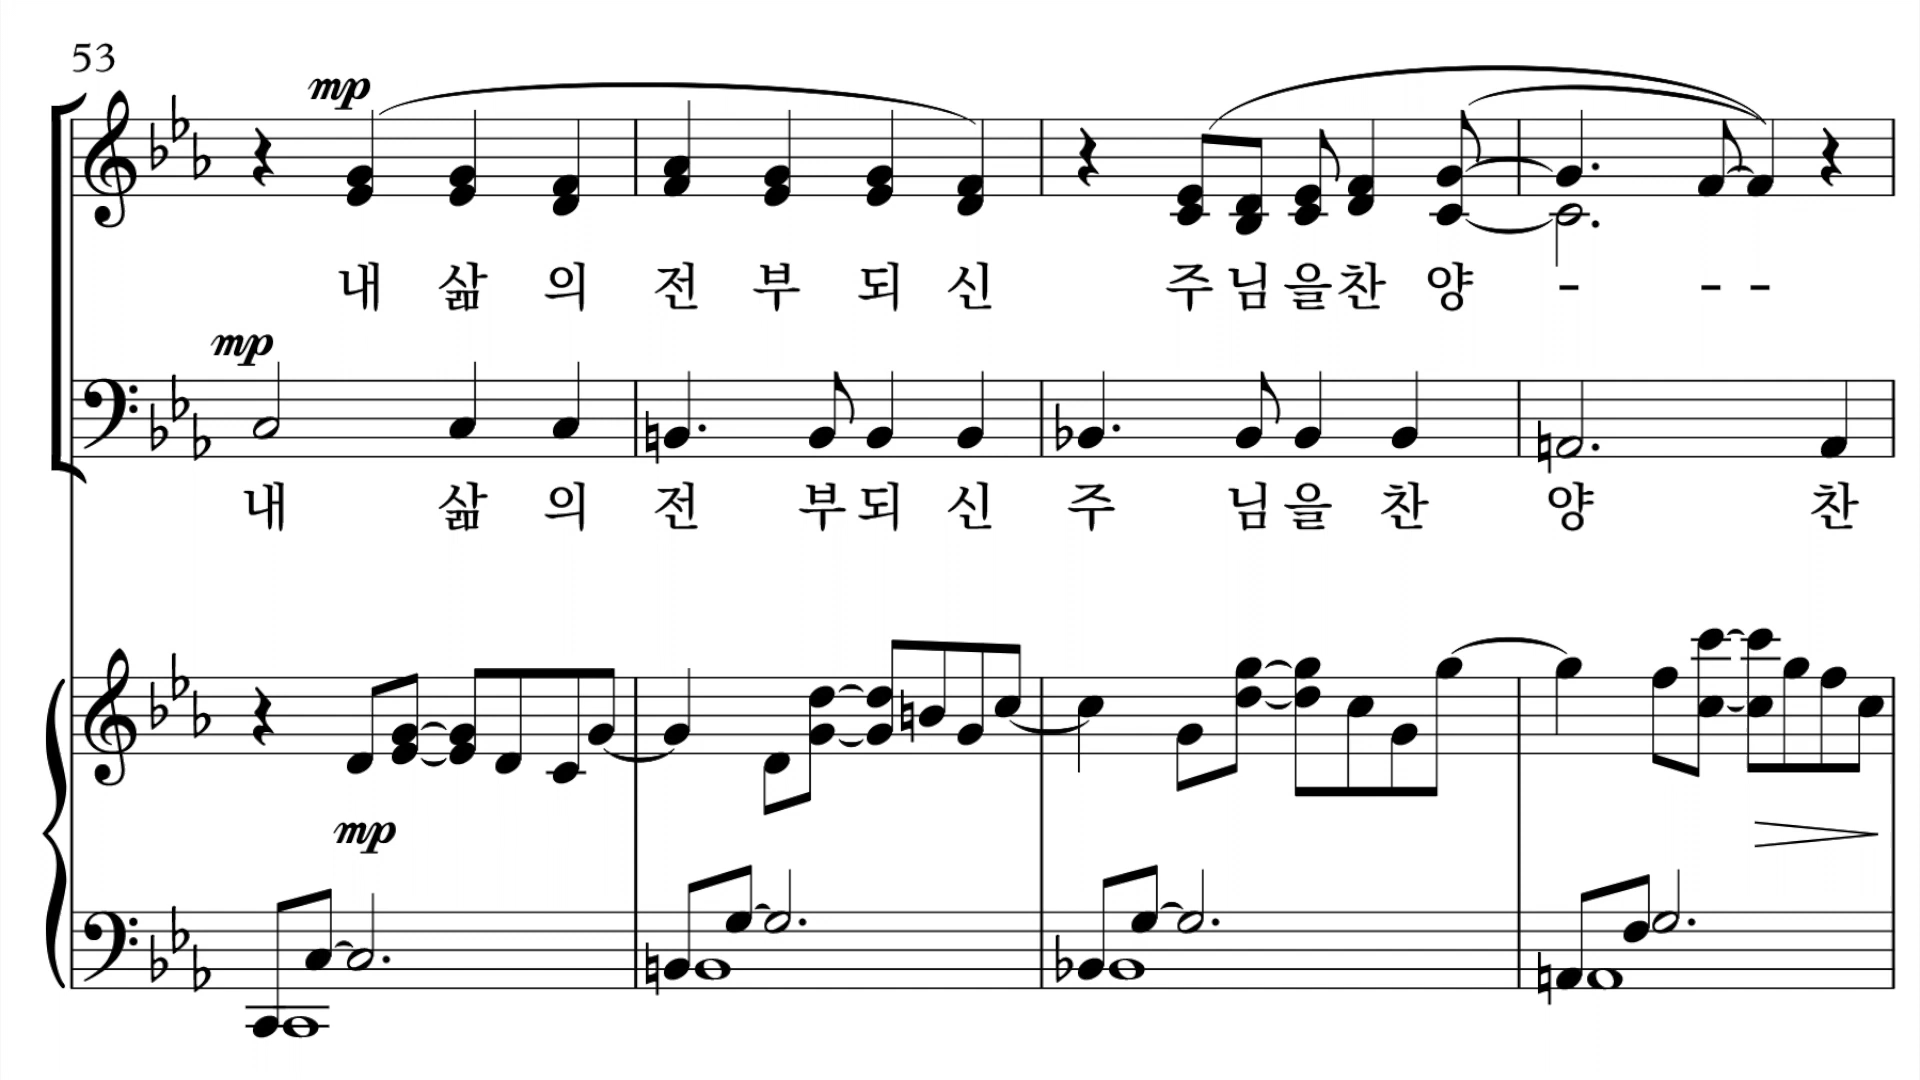 53
mp
내 삶 의 전 부 되 신 주 님 을 찬 양 - - -
mp
내 삶 의 전 부 되 신 주 님 을 찬 양 찬
mp